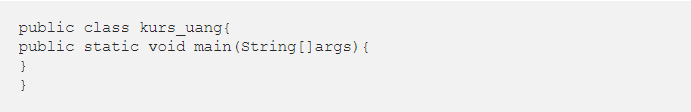 public class kurs_uang{
public static void main(String[]args){
}
}